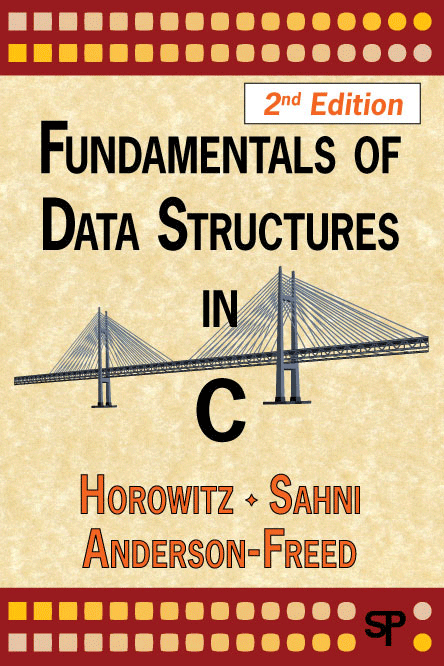 2nd Edition
FUNDAMENTALS OF
DATA STRUCTURES
IN
C
HOROWITZ • SAHNI
ANDERSON-FREED
SP